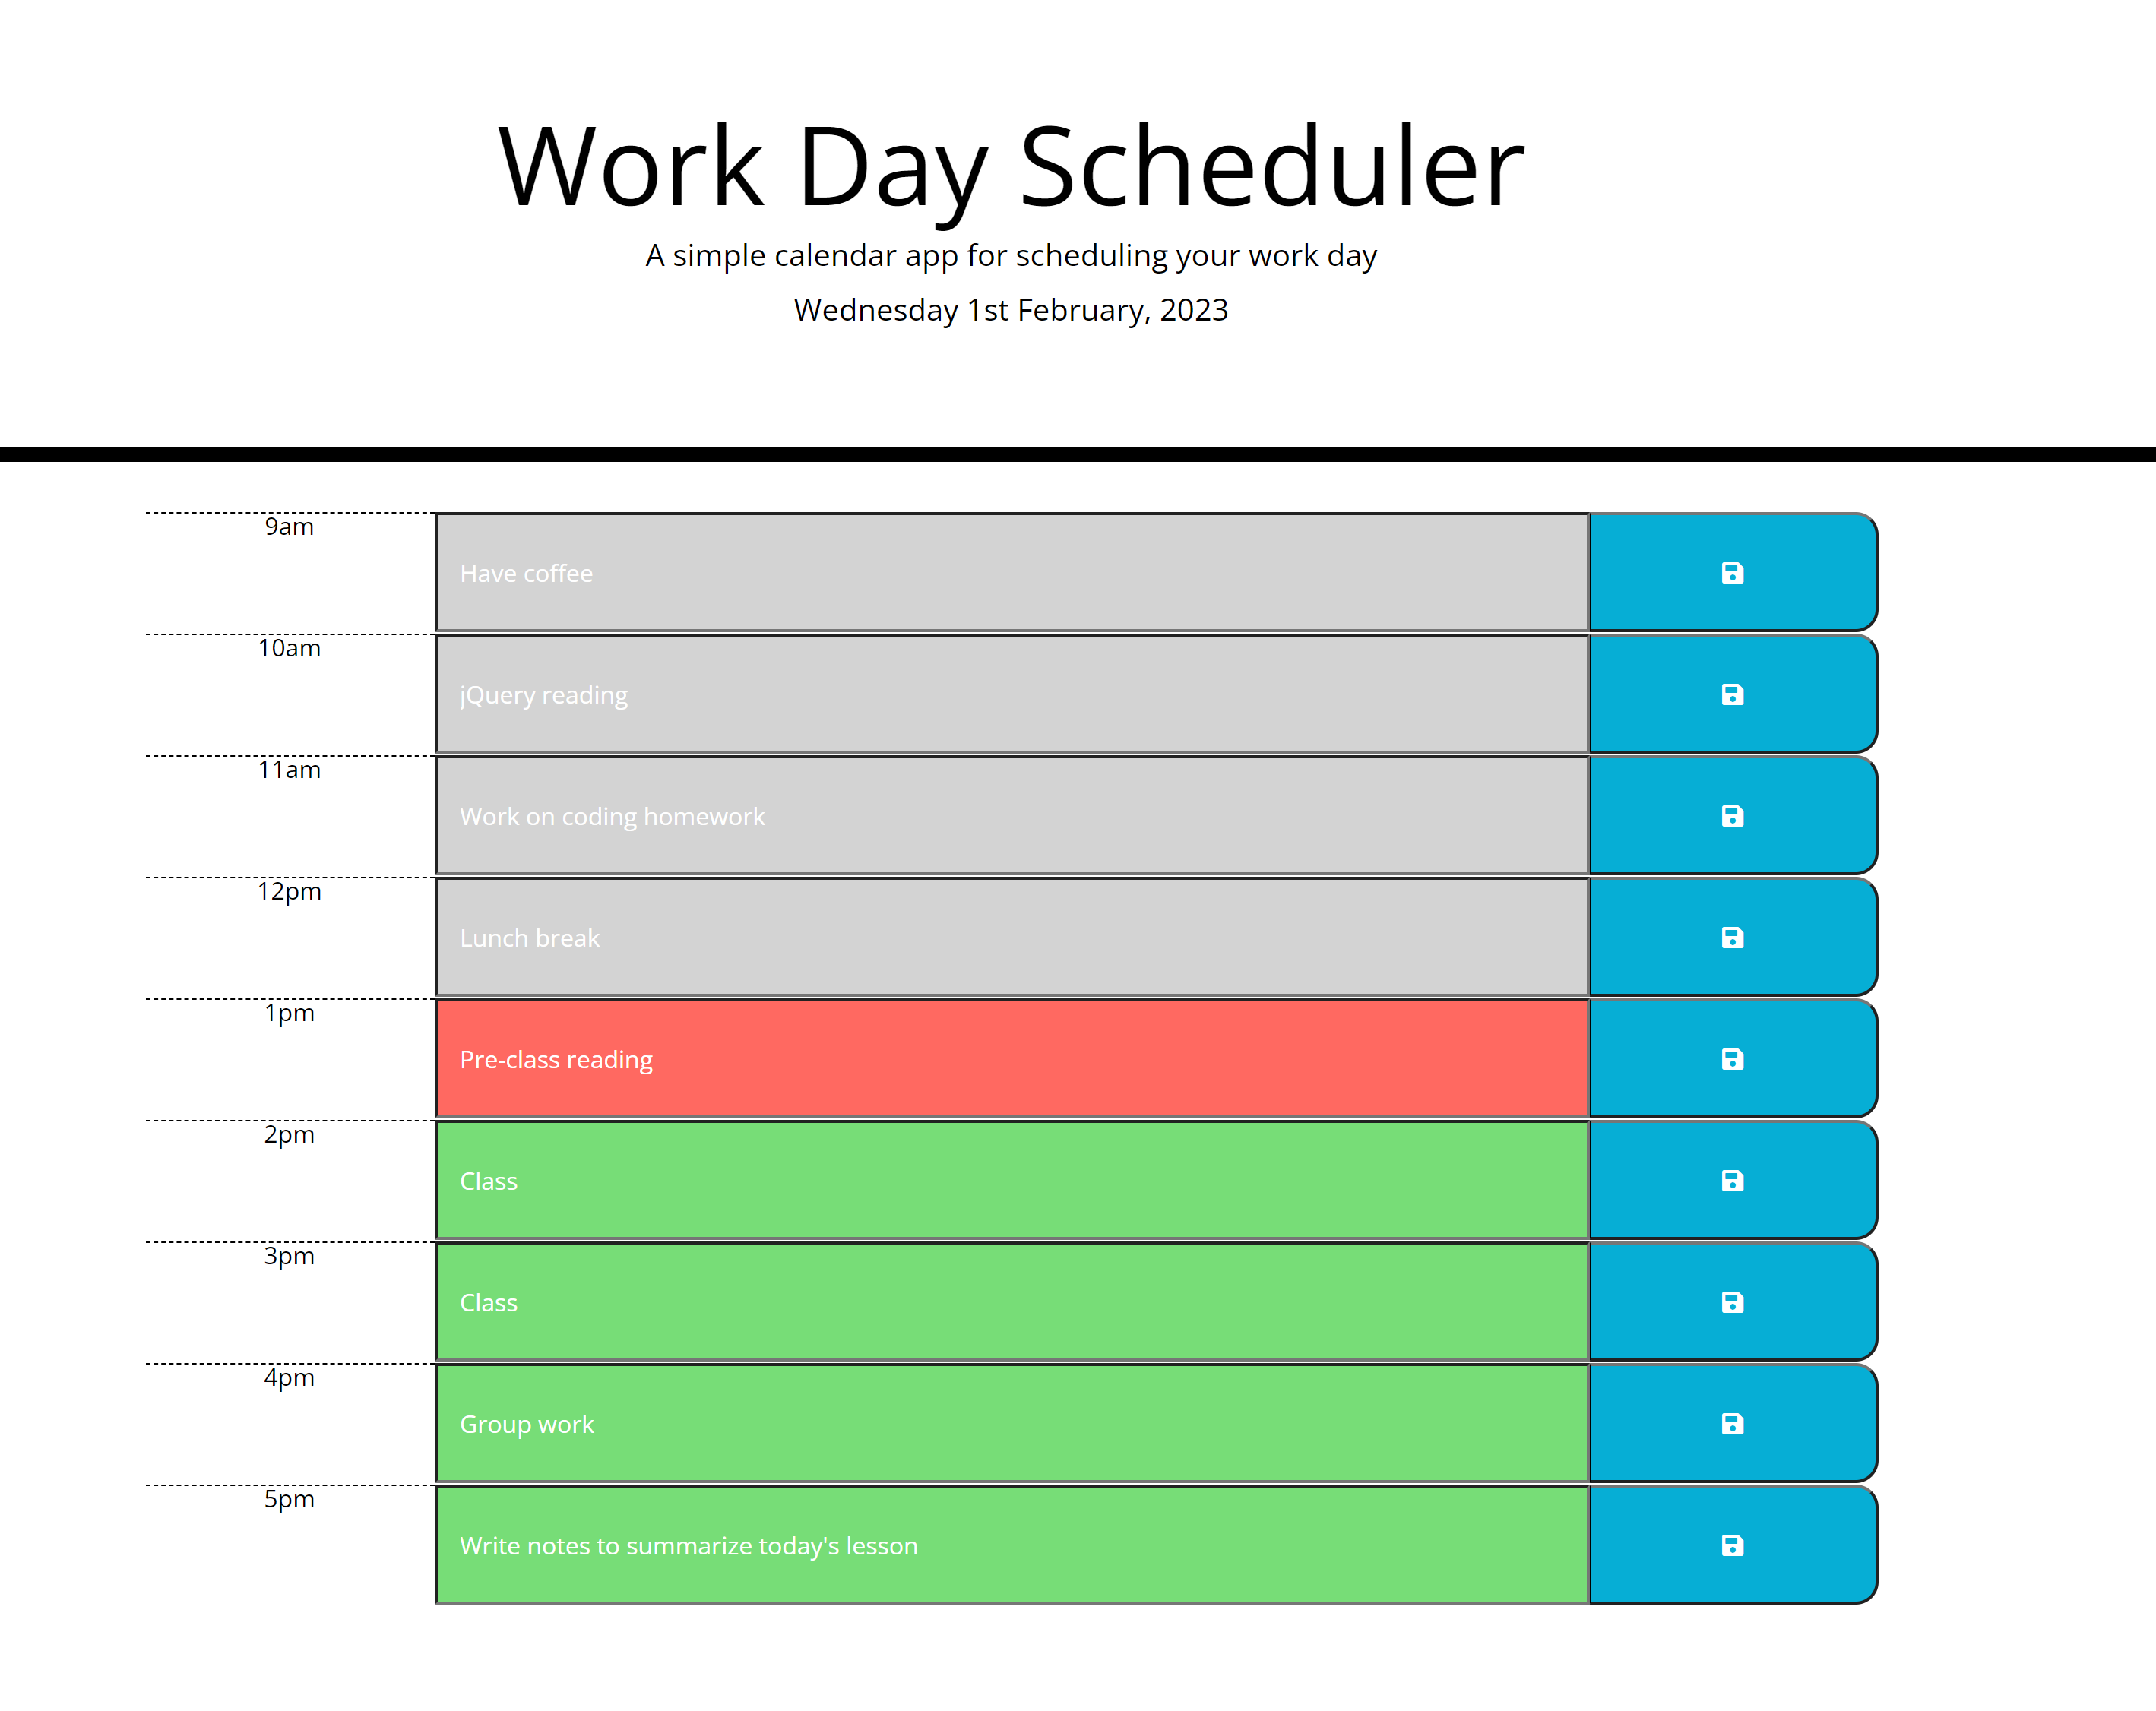 Work Day Scheduler
A simple calendar app for scheduling your work day
Wednesday 1st February, 2023
9am
Have coffee
10am
jQuery reading
11am
Work on coding homework
12pm
Lunch break
1pm
Pre-class reading
2pm
Class
3pm
Class
4pm
Group work
5pm
Write notes to summarize today's lesson